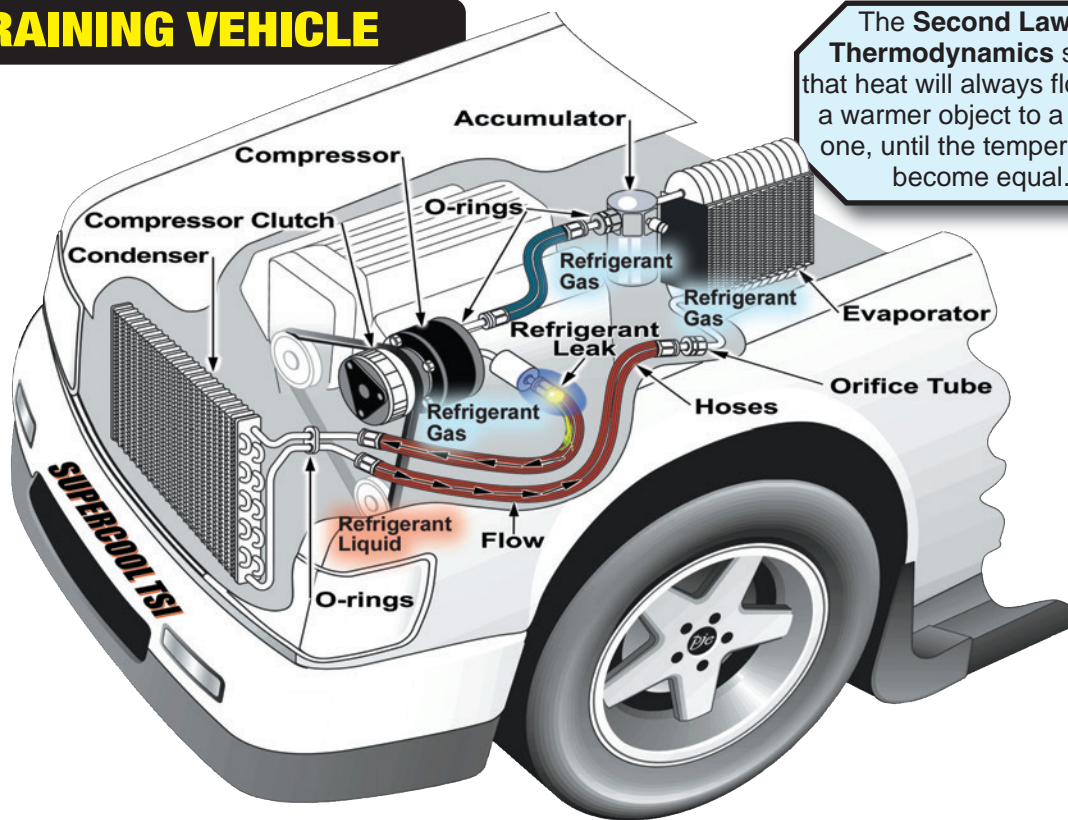 RAINING VEHICLE
The Second Law
Thermodynamics s
that heat will always flo
a warmer object to a
one, until the temper
become equal.
Accumulator
Compressor
O-rings
Compressor Clutch
Condenser
Refrigerant
Gas
Refrigerant
Gas
Evaporator
Refrigerant
Leak
Orifice Tube
Hoses
Refrigerant
Gas
Refrigerant
Liquid
Flow
O-rings
SUPERCOOL TSI
Pje